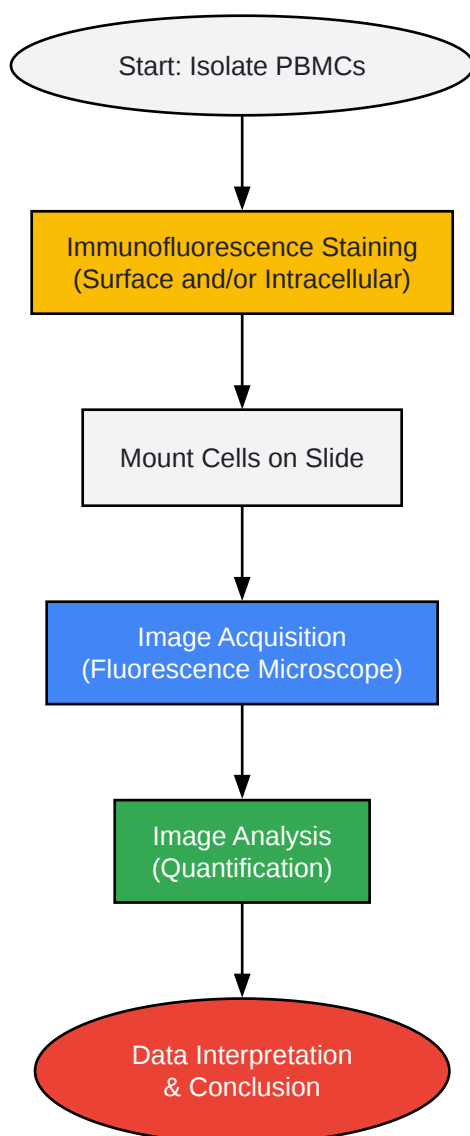 Start: Isolate PBMCs
Immunofluorescence Staining
(Surface and/or Intracellular)
Mount Cells on Slide
Image Acquisition
(Fluorescence Microscope)
Image Analysis
(Quantification)
Data Interpretation
& Conclusion